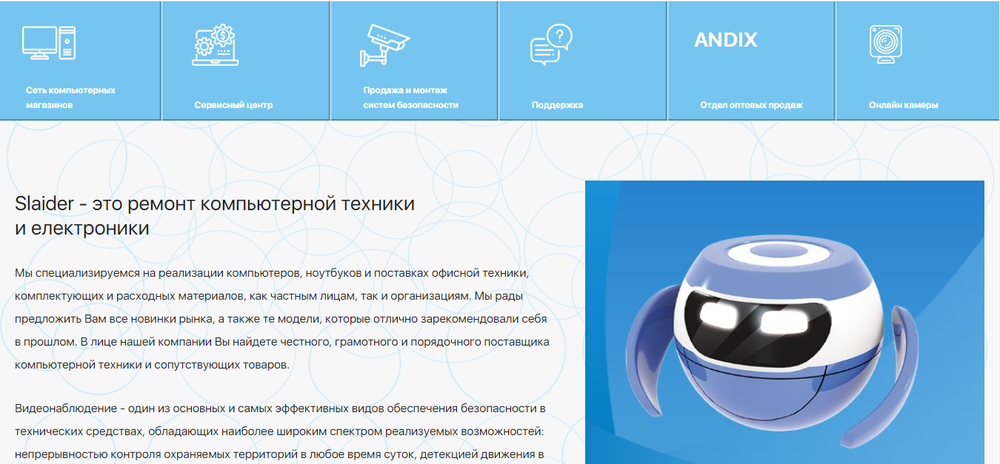 ANDIX
Сеть компьютерных
магазинов
Сервисный центр
Продажа и монтаж
систем безопасности
Поддержка
Отдел оптовых продаж
Онлайн камеры
Slaider - это ремонт компьютерной техники
и електроники
Мы специализируемся на реализации компьютеров, ноутбуков и поставках офисной техники,
комплектующих и расходных материалов, как частным лицам, так и организациям. Мы рады
предложить Вам все новинки рынка, а также те модели, которые отлично зарекомендовали себя
в прошлом. В лице нашей компании Вы найдете честного, грамотного и порядочного поставщика
компьютерной техники и сопутствующих товаров.
Видеонаблюдение - один из основных и самых эффективных видов обеспечения безопасности в
технических средствах, обладающих наиболее широким спектром реализуемых возможностей:
непрерывностью контроля охраняемых территорий в любое время суток, детекцией движения в